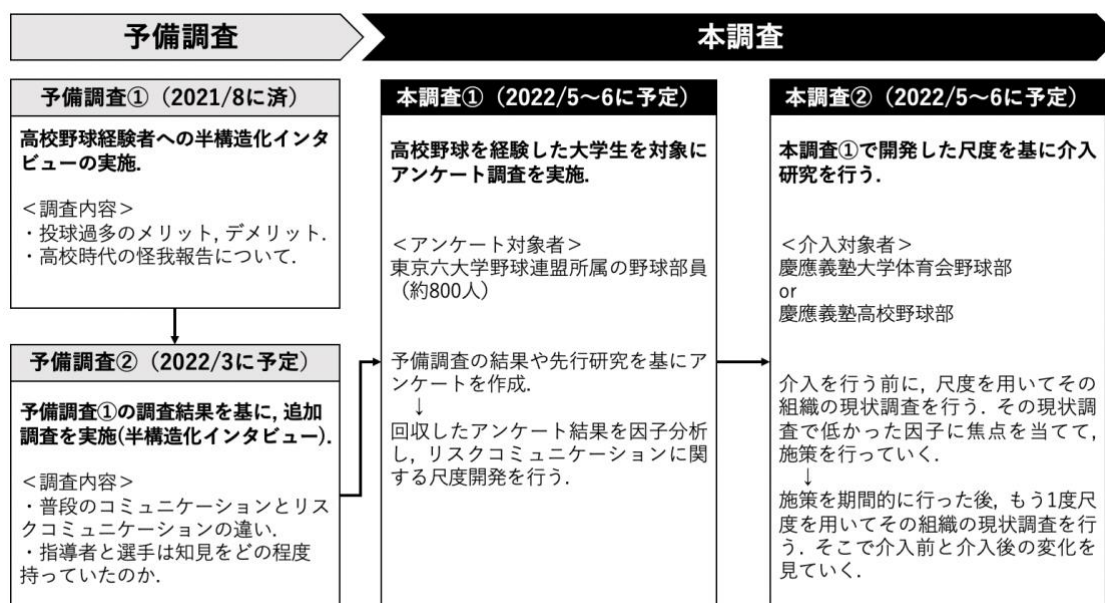 予備調査
本調査
予備調査①（2021/8に済）
高校野球経験者への半構造化インタ
ビューの実施.
＜調査内容＞
・投球過多のメリット, デメリット.
・高校時代の怪我報告について.
予備調査②（2022/3に予定）
予備調査①の調査結果を基に, 追加
調査を実施(半構造化インタビュー).
＜調査内容＞
・普段のコミュニケーションとリス
クコミュニケーションの違い.
・指導者と選手は知見をどの程度
持っていたのか.
本調査①（2022/5〜6に予定）
高校野球を経験した大学生を対象に
アンケート調査を実施.
＜アンケート対象者＞
東京六大学野球連盟所属の野球部員
（約800人）
予備調査の結果や先行研究を基にア
ンケートを作成.
↓
回収したアンケート結果を因子分析
し, リスクコミュニケーションに関
する尺度開発を行う.
本調査②（2022/5〜6に予定）
本調査①で開発した尺度を基に介入
研究を行う.
＜介入対象者＞
慶應義塾大学体育会野球部
or
慶應義塾高校野球部
介入を行う前に, 尺度を用いてその
組織の現状調査を行う. その現状調
査で低かった因子に焦点を当てて,
施策を行っていく.
↓
施策を期間的に行った後, もう1度尺
度を用いてその組織の現状調査を行
う. そこで介入前と介入後の変化を
見ていく.